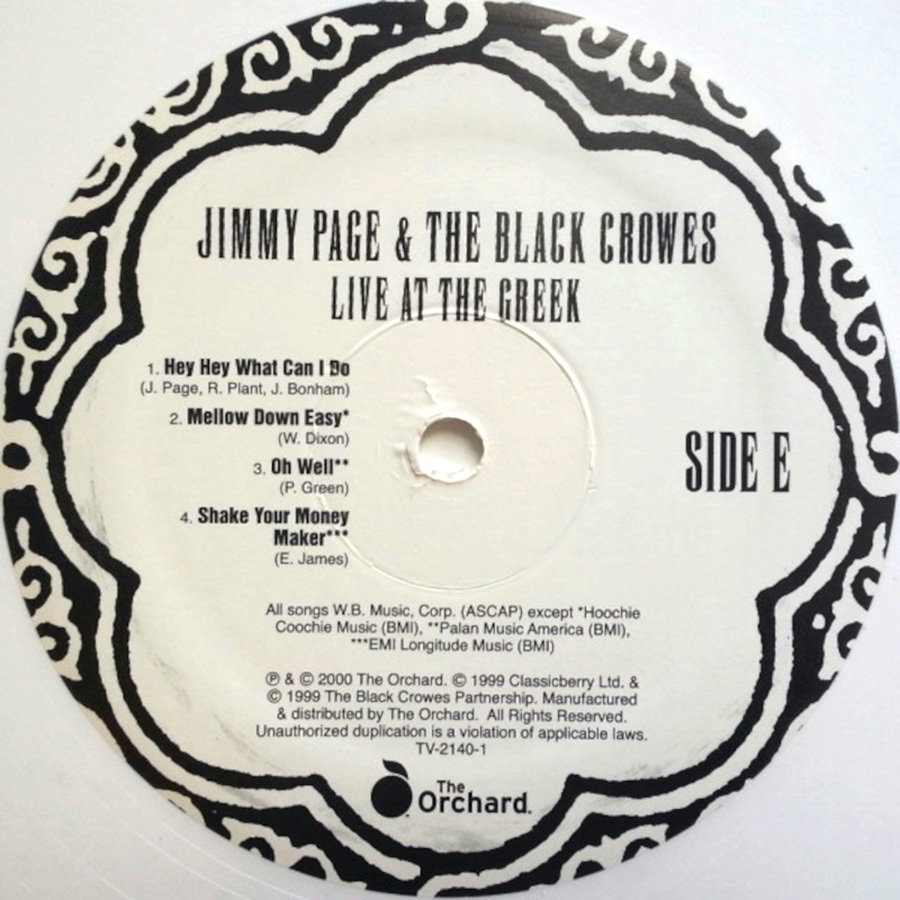 JIMMY PAGE & THE BLACK CROWES
LIVE AT THE GREEK
1. Hey Hey What Can I Do
(J. Page, R. Plant, J. Bonham)
2. Mellow Down Easy*
(W. Dixon)
3. Oh Well**
(P. Green)
4. Shake Your Money
Maker***
(E. James)
SIDE E
All songs W.B. Music, Corp. (ASCAP) except *Hoochie
Coochie Music (BMI), **Palan Music America (BMI),
***EMI Longitude Music (BMI)
℗ & © 2000 The Orchard. © 1999 Classicberry Ltd. &
© 1999 The Black Crowes Partnership. Manufactured
& distributed by The Orchard. All Rights Reserved.
Unauthorized duplication is a violation of applicable laws.
TV-2140-1
The
Orchard.